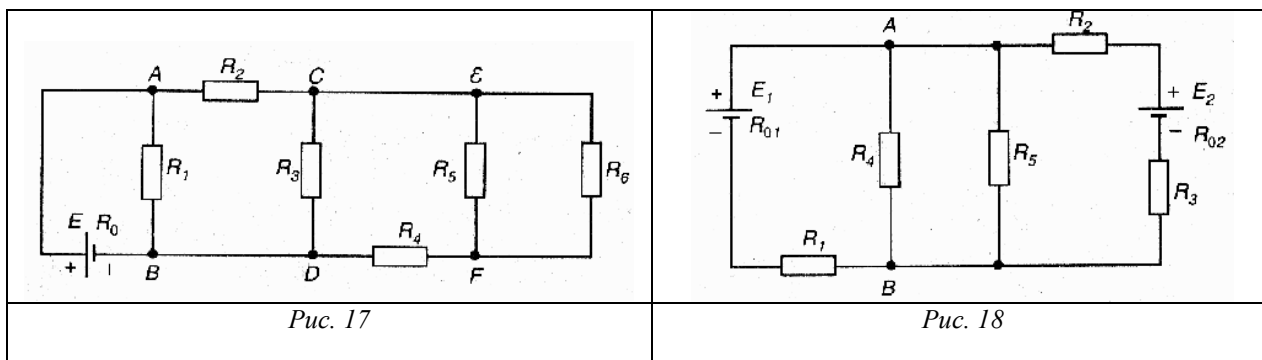 A
R₂
C
ε
R₁
R₃
R₅
R₆
E
R₀
R₄
+
−
B
D
F
Рис. 17
A
R₂
+
E₁
+
E₂
−
R₀₁
−
R₀₂
R₄
R₅
R₃
R₁
B
Рис. 18